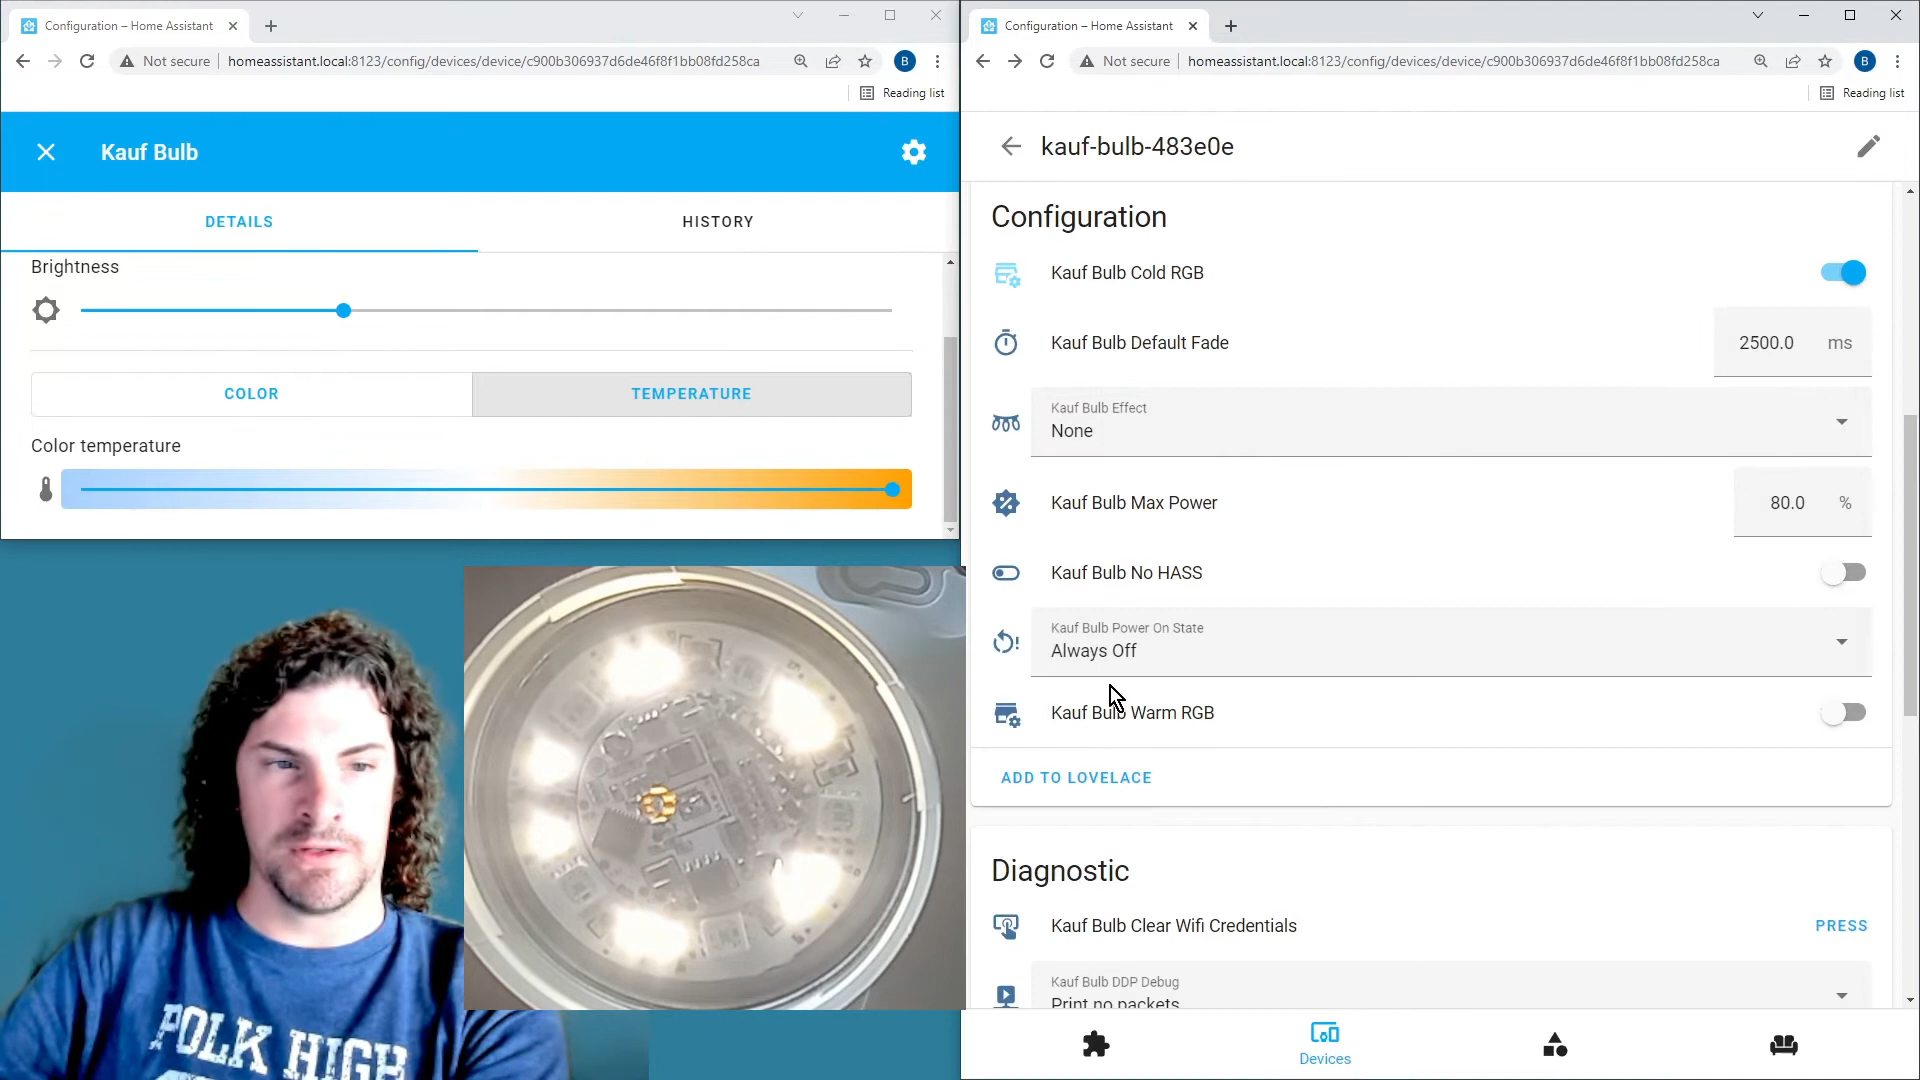 Configuration – Home Assistant
Not secure
homeassistant.local:8123/config/devices/device/c900b306937d6de46f8f1bb08fd258ca
B
Reading list
Kauf Bulb
DETAILS
HISTORY
Brightness
COLOR
TEMPERATURE
Color temperature
POLK HIGH
Configuration – Home Assistant
Not secure
homeassistant.local:8123/config/devices/device/c900b306937d6de46f8f1bb08fd258ca
B
Reading list
kauf-bulb-483e0e
Configuration
Kauf Bulb Cold RGB
Kauf Bulb Default Fade
2500.0 ms
Kauf Bulb Effect
None
Kauf Bulb Max Power
80.0 %
Kauf Bulb No HASS
Kauf Bulb Power On State
Always Off
Kauf Bulb Warm RGB
ADD TO LOVELACE
Diagnostic
Kauf Bulb Clear Wifi Credentials
PRESS
Kauf Bulb DDP Debug
Print no packets
Devices